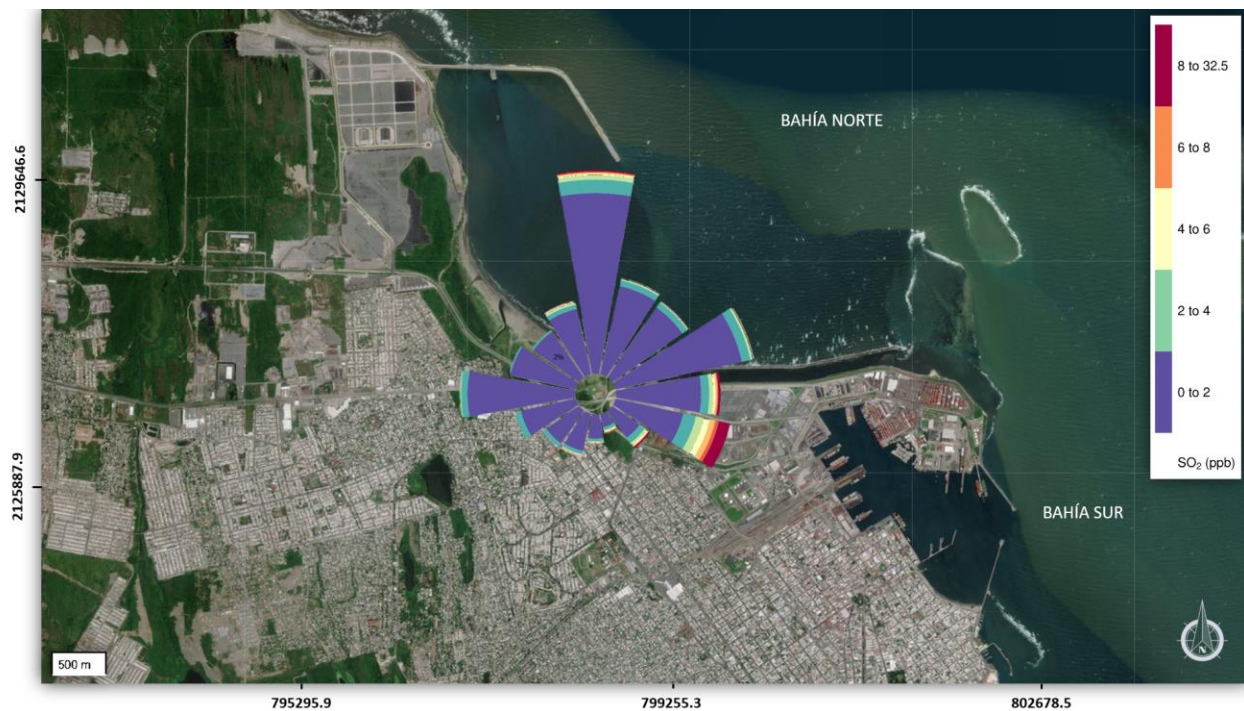 BAHÍA NORTE
8 to 32.5
6 to 8
4 to 6
2 to 4
0 to 2
SO₂ (ppb)
2129646.6
2%
2125887.9
BAHÍA SUR
500 m
N
795295.9
799255.3
802678.5